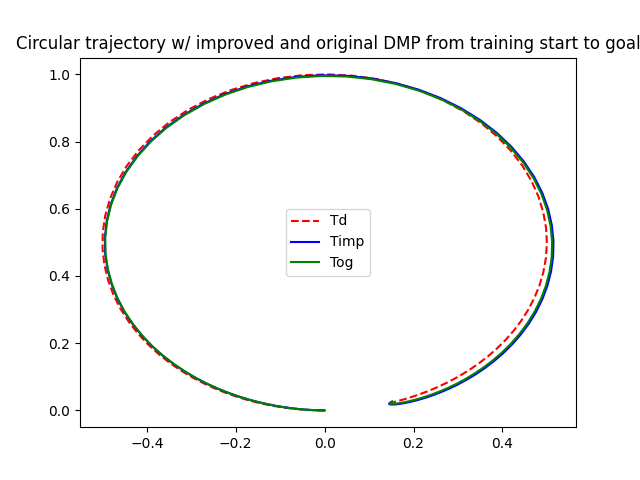 Circular trajectory w/ improved and original DMP from training start to goal
1.0
0.8
0.6
0.4
0.2
0.0
Td
Timp
Tog
−0.4
−0.2
0.0
0.2
0.4